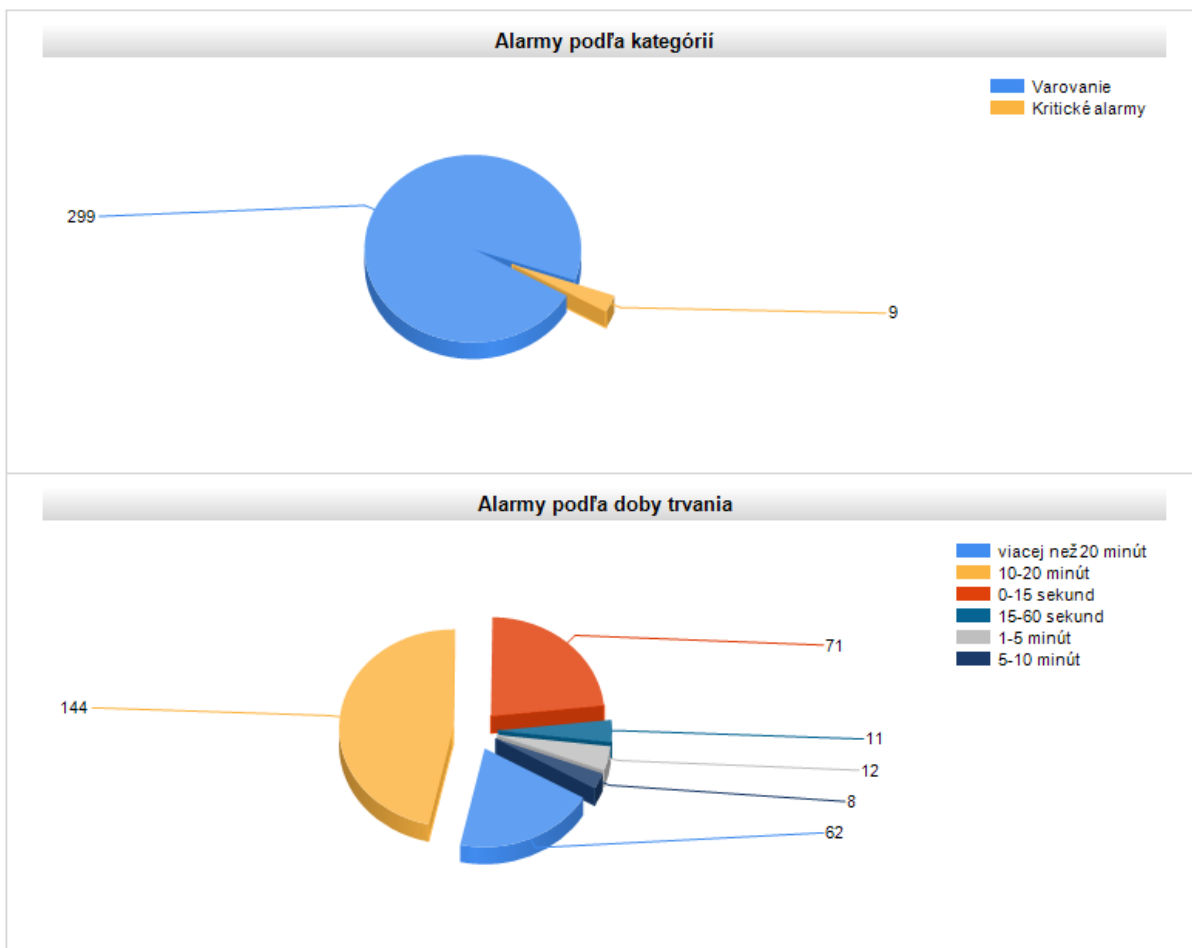 Alarmy podľa kategórií
Varovanie
Kritické alarmy
299
9
Alarmy podľa doby trvania
viacej než 20 minút
10-20 minút
0-15 sekund
15-60 sekund
1-5 minút
5-10 minút
71
144
11
12
8
62